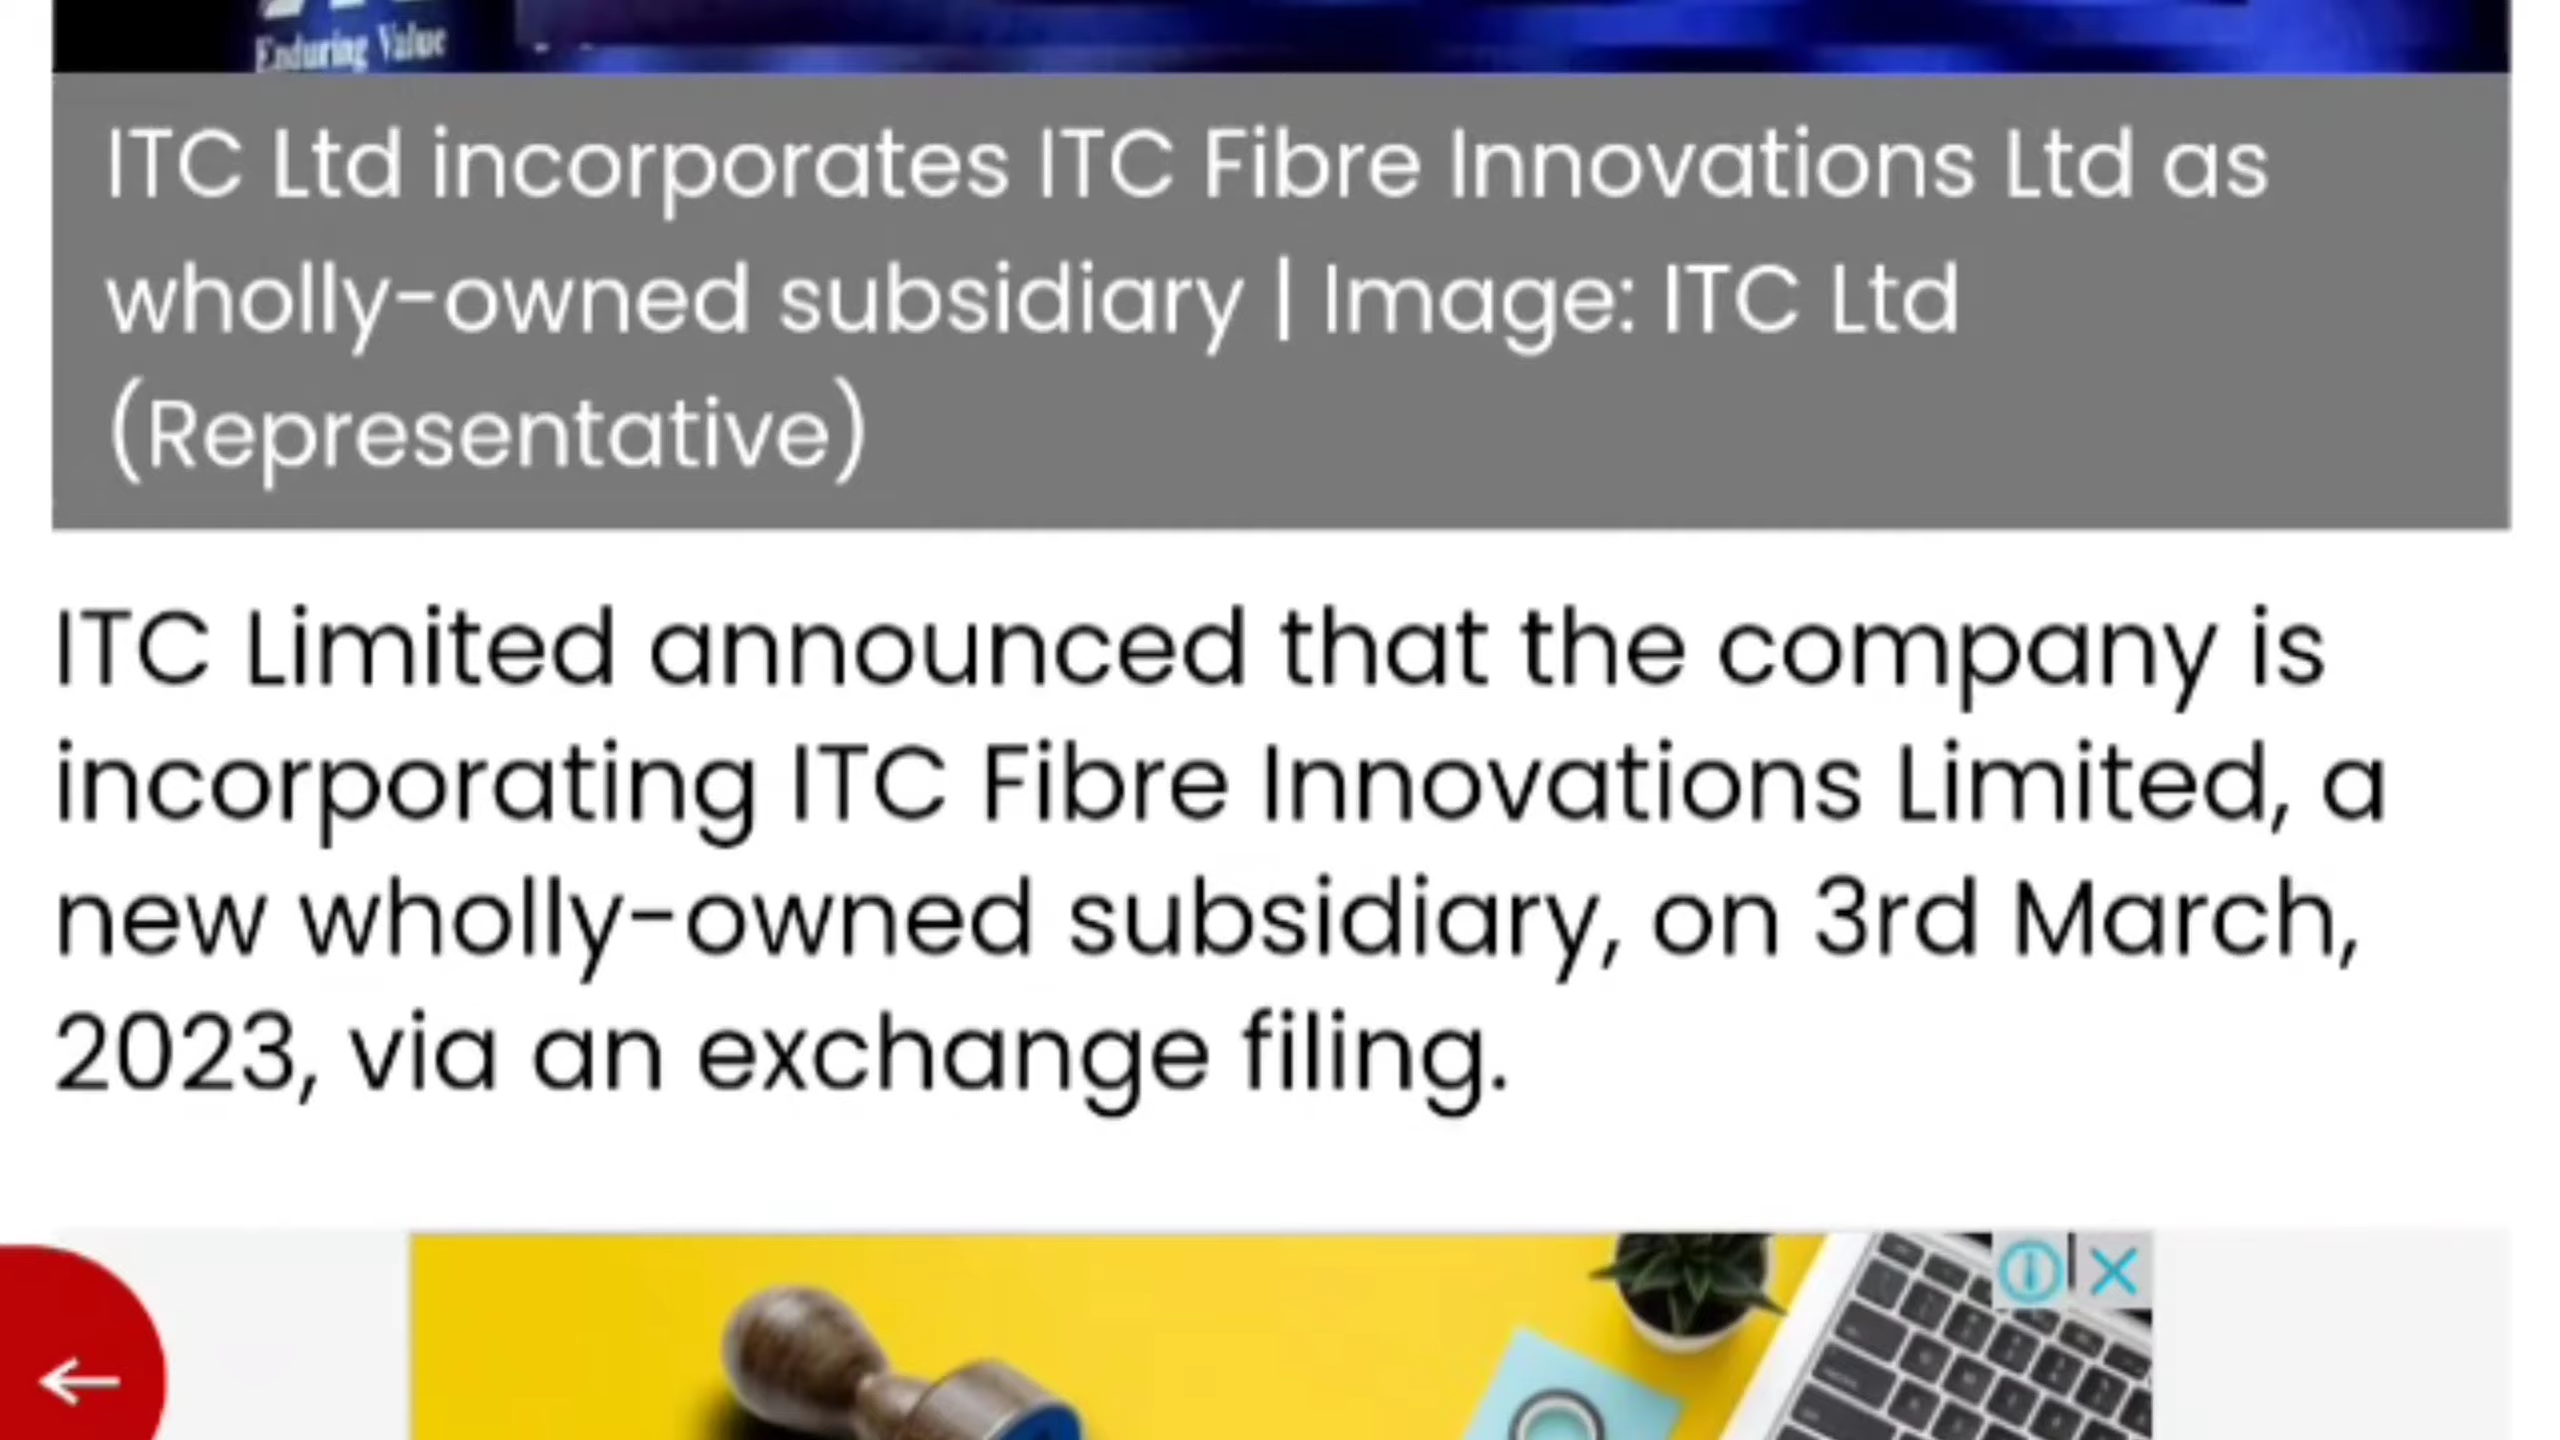 Enduring Value
ITC Ltd incorporates ITC Fibre Innovations Ltd as
wholly-owned subsidiary | Image: ITC Ltd
(Representative)
ITC Limited announced that the company is
incorporating ITC Fibre Innovations Limited, a
new wholly-owned subsidiary, on 3rd March,
2023, via an exchange filing.